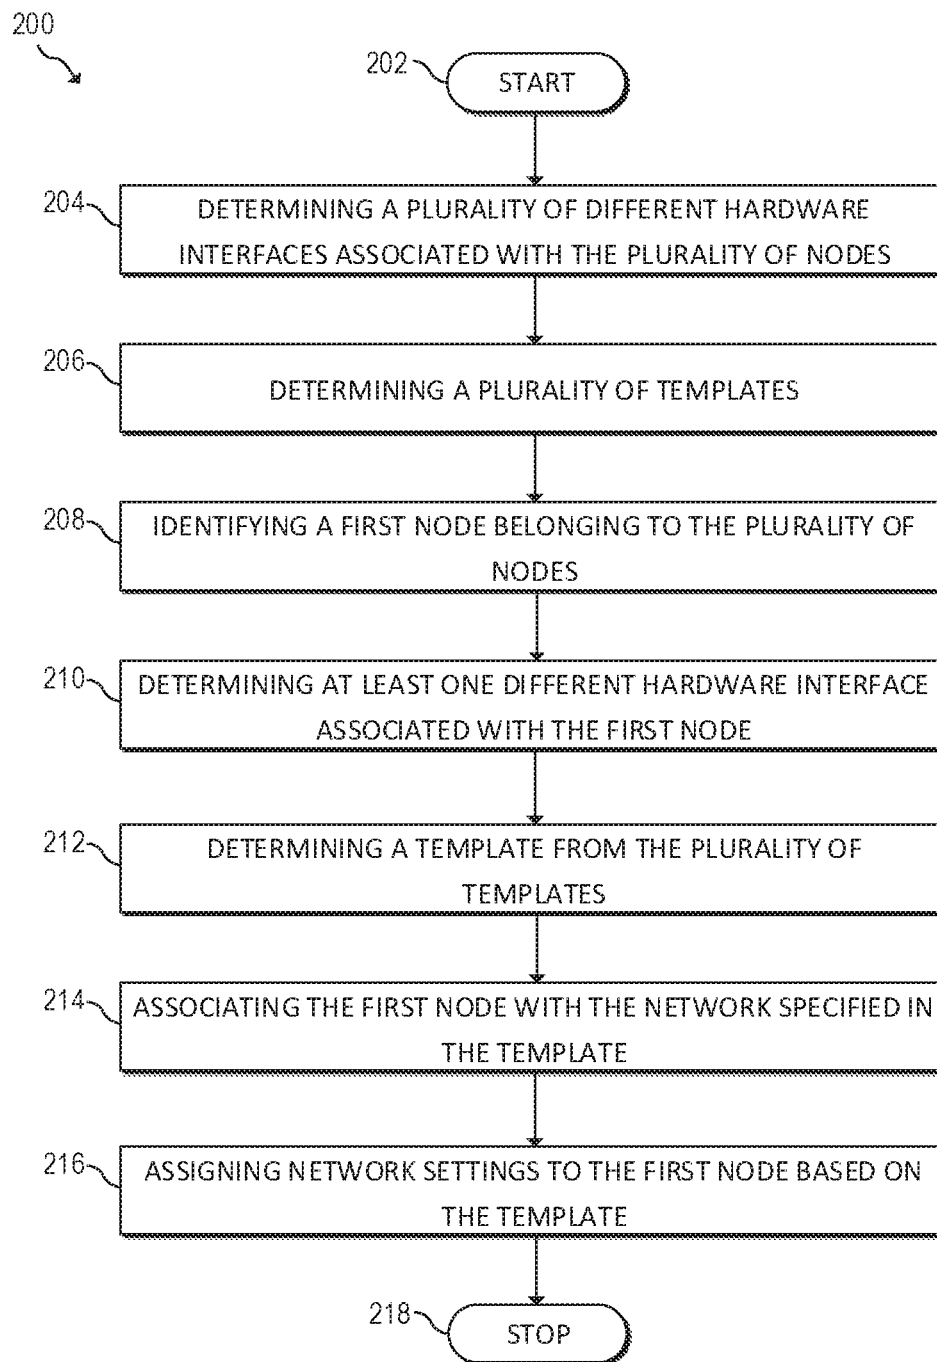 200
202
START
204
DETERMINING A PLURALITY OF DIFFERENT HARDWARE
INTERFACES ASSOCIATED WITH THE PLURALITY OF NODES
206
DETERMINING A PLURALITY OF TEMPLATES
208
IDENTIFYING A FIRST NODE BELONGING TO THE PLURALITY OF
NODES
210
DETERMINING AT LEAST ONE DIFFERENT HARDWARE INTERFACE
ASSOCIATED WITH THE FIRST NODE
212
DETERMINING A TEMPLATE FROM THE PLURALITY OF
TEMPLATES
214
ASSOCIATING THE FIRST NODE WITH THE NETWORK SPECIFIED IN
THE TEMPLATE
216
ASSIGNING NETWORK SETTINGS TO THE FIRST NODE BASED ON
THE TEMPLATE
218
STOP